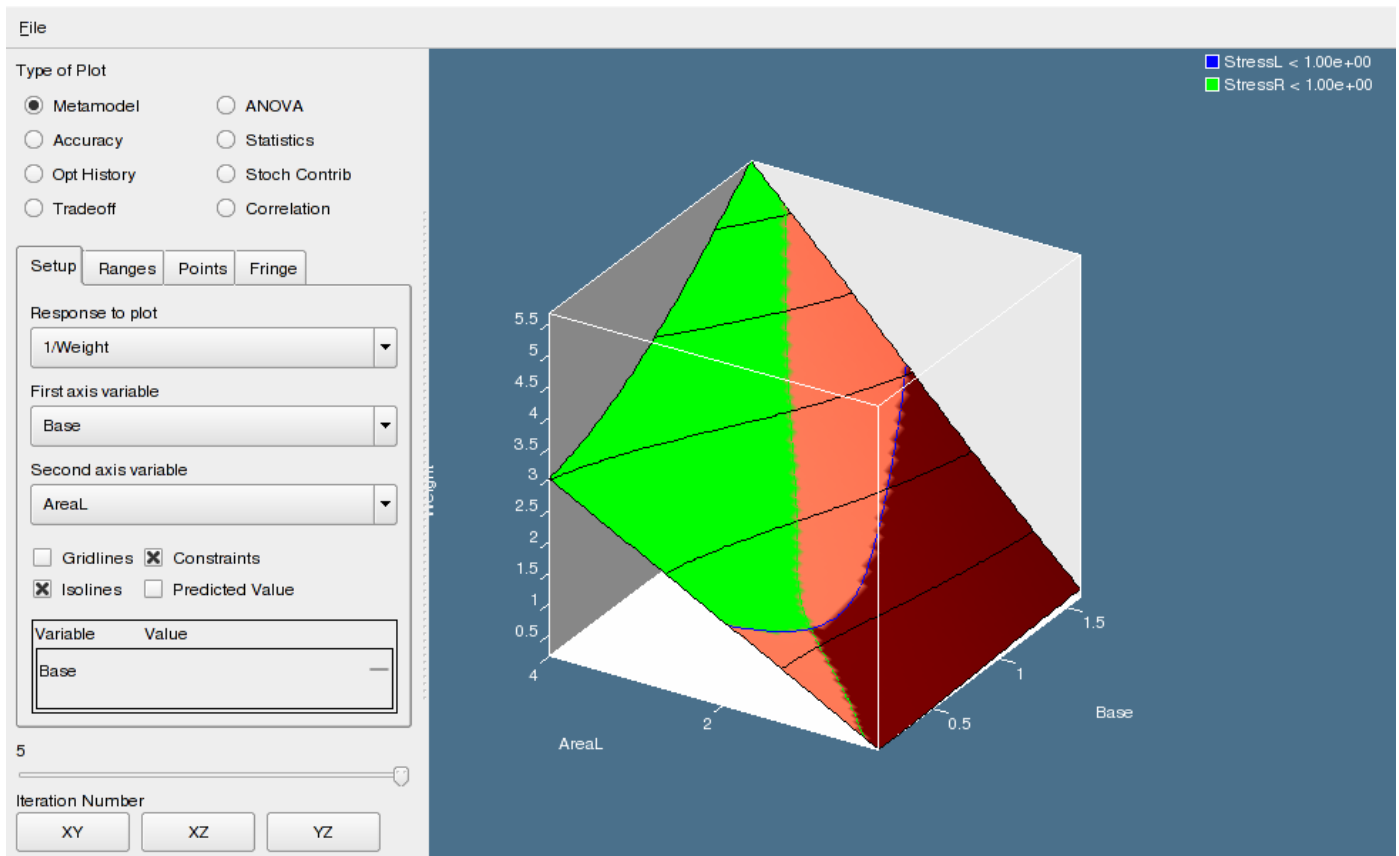 File
Type of Plot
Metamodel
ANOVA
Accuracy
Statistics
Opt History
Stoch Contrib
Tradeoff
Correlation
Setup
Ranges
Points
Fringe
Response to plot
1/Weight
First axis variable
Base
Second axis variable
AreaL
Gridlines
Constraints
Isolines
Predicted Value
Variable
Value
Base
5
Iteration Number
XY
XZ
YZ
StressL < 1.00e+00
StressR < 1.00e+00
5.5
5
4.5
4
3.5
3
2.5
2
1.5
1
0.5
4
2
AreaL
0.5
1
1.5
Base